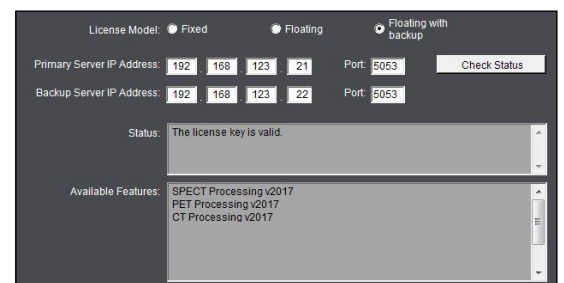 License Model: Fixed Floating Floating with backup
Primary Server IP Address: 192 . 168 . 123 . 21 Port: 5053 Check Status
Backup Server IP Address: 192 . 168 . 123 . 22 Port: 5053
Status: The license key is valid.
Available Features: SPECT Processing v2017
PET Processing v2017
CT Processing v2017